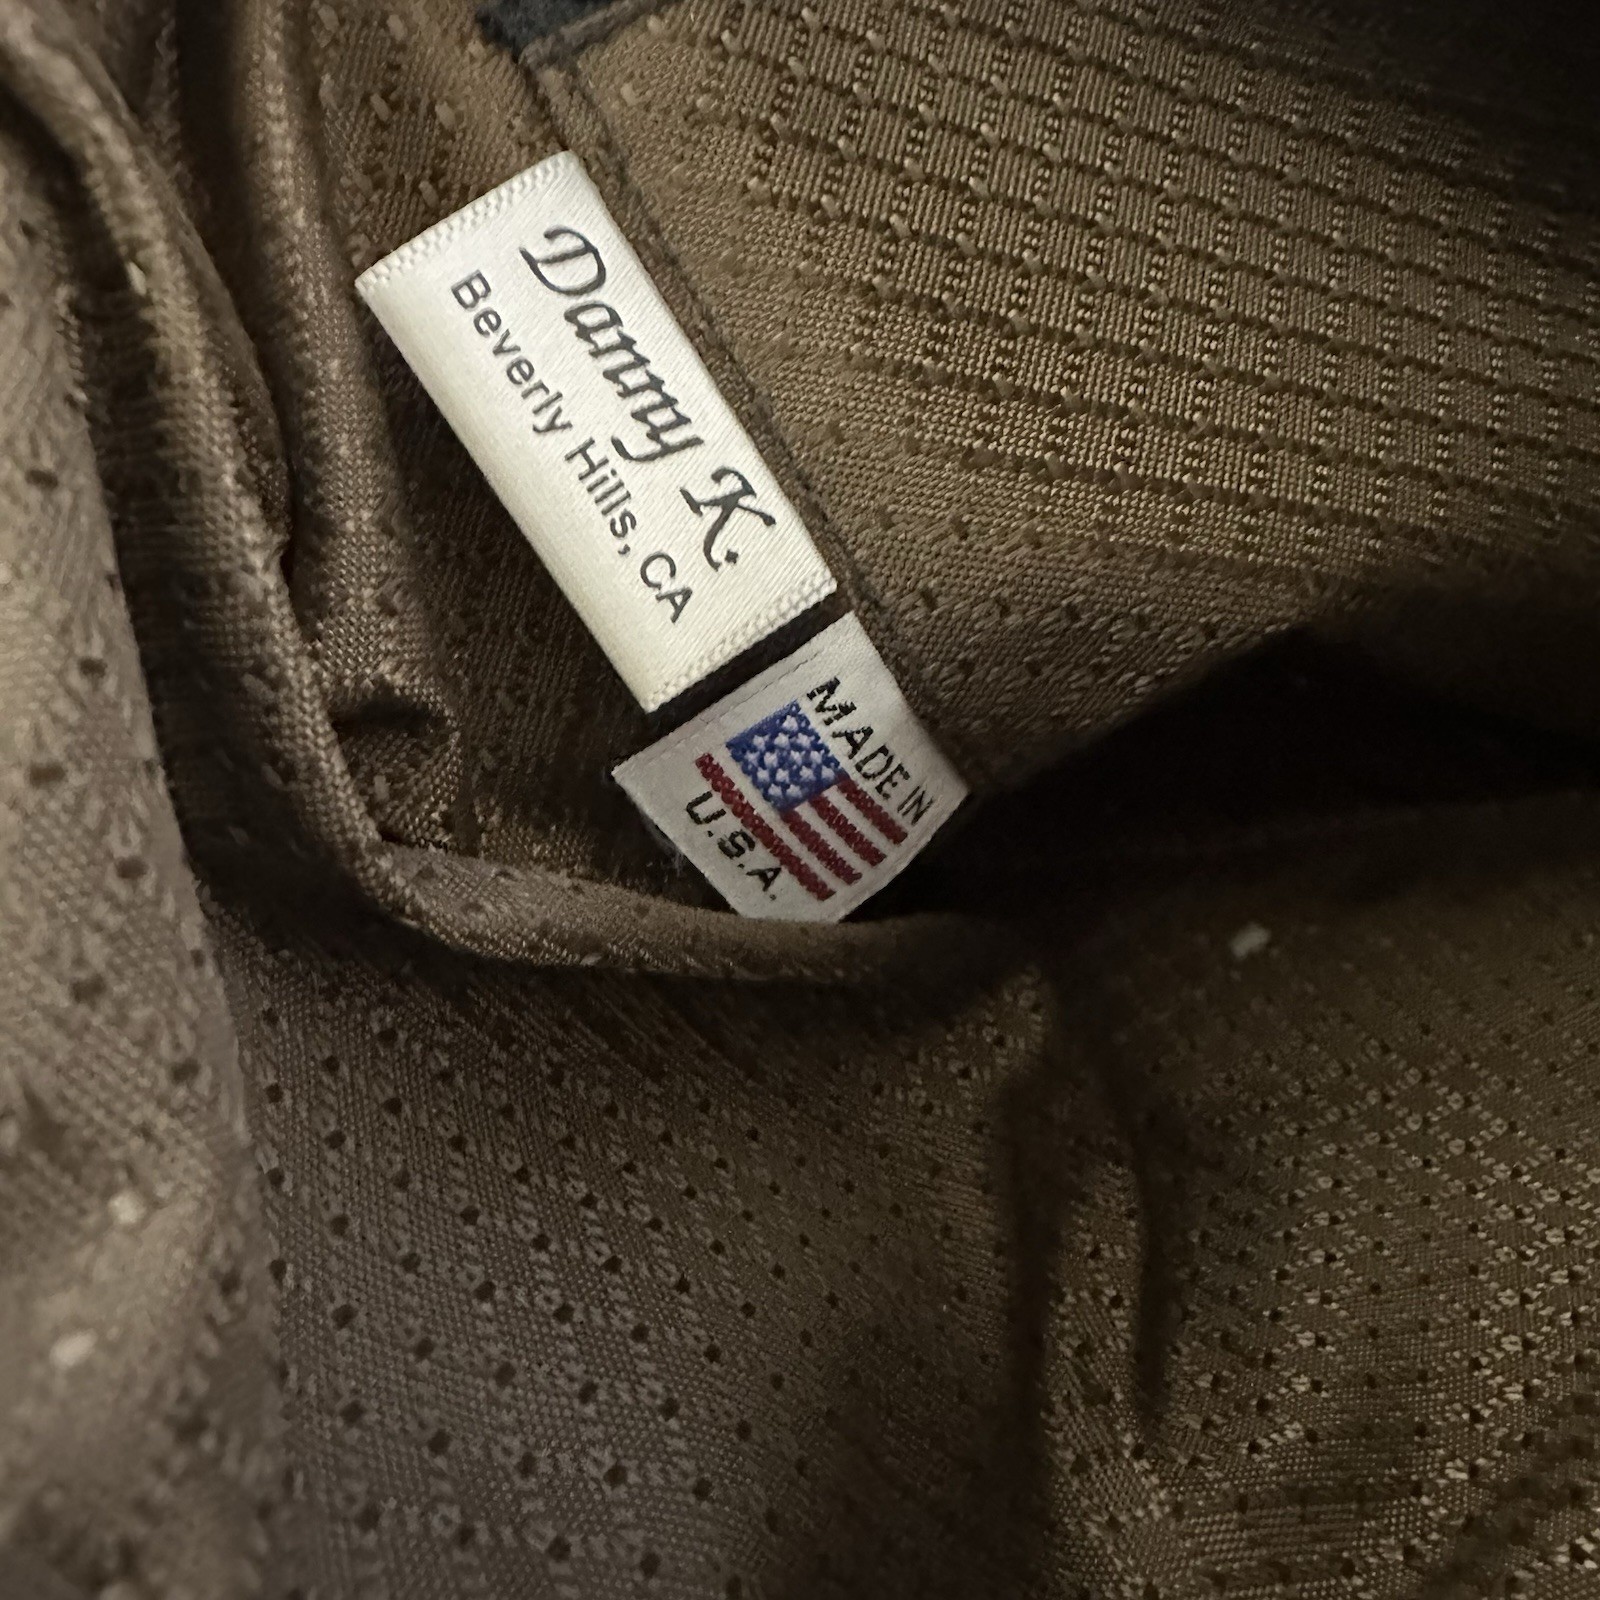 Danny K.
Beverly Hills, CA
MADE IN
U.S.A.